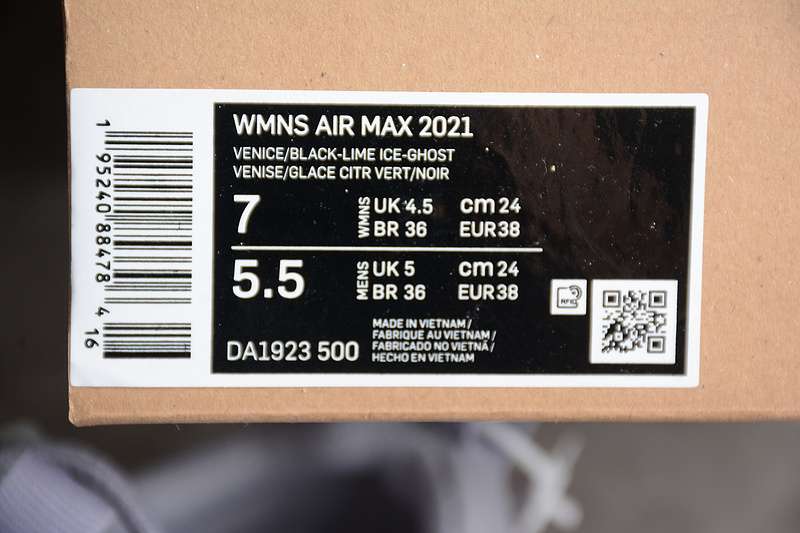 WMNS AIR MAX 2021
VENICE/BLACK-LIME ICE-GHOST
VENISE/GLACE CITR VERT/NOIR
7 WMNS UK 4.5 cm 24
BR 36 EUR 38
5.5 MENS UK 5 cm 24
BR 36 EUR 38
DA1923 500
MADE IN VIETNAM /
FABRIQUE AU VIETNAM /
FABRICADO NO VIETNÃ /
HECHO EN VIETNAM
RFID
1 95240 88478 4 16